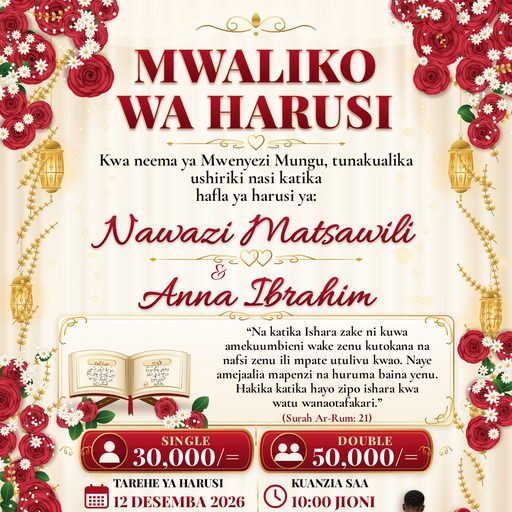 MWALIKO
WA HARUSI
Kwa neema ya Mwenyezi Mungu, tunakualika
ushiriki nasi katika
hafla ya harusi ya:
Nawazi Matsawili
&
Anna Ibrahim
“Na katika Ishara zake ni kuwa
amekuumbieni wake zenu kutokana na
nafsi zenu ili mpate utulivu kwao. Naye
amejaalia mapenzi na huruma baina yenu.
Hakika katika hayo zipo ishara kwa
watu wanaotafakari.”
(Surah Ar-Rum: 21)
SINGLE
30,000/=
DOUBLE
50,000/=
TAREHE YA HARUSI
12 DESEMBA 2026
KUANZIA SAA
10:00 JIONI